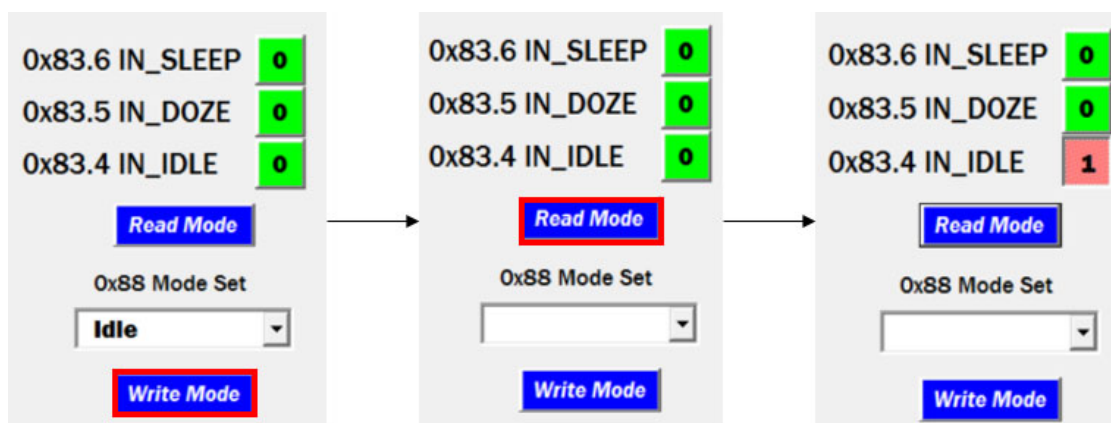 0x83.6 IN_SLEEP 0
0x83.5 IN_DOZE 0
0x83.4 IN_IDLE 0
Read Mode
0x88 Mode Set
Idle
Write Mode
0x83.6 IN_SLEEP 0
0x83.5 IN_DOZE 0
0x83.4 IN_IDLE 0
Read Mode
0x88 Mode Set
Write Mode
0x83.6 IN_SLEEP 0
0x83.5 IN_DOZE 0
0x83.4 IN_IDLE 1
Read Mode
0x88 Mode Set
Write Mode